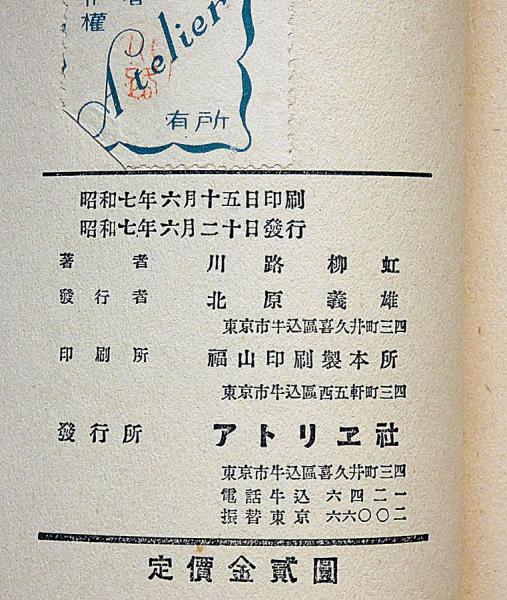 作權
Atelier
有所
昭和七年六月十五日印刷
昭和七年六月二十日發行
著者 川路柳虹
發行者 北原義雄
東京市牛込區喜久井町三四
印刷所 福山印刷製本所
東京市牛込區西五軒町三四
發行所 アトリヱ社
東京市牛込區喜久井町三四
電話牛込 六四二一
振替東京 六六〇〇二
定價金貳圓